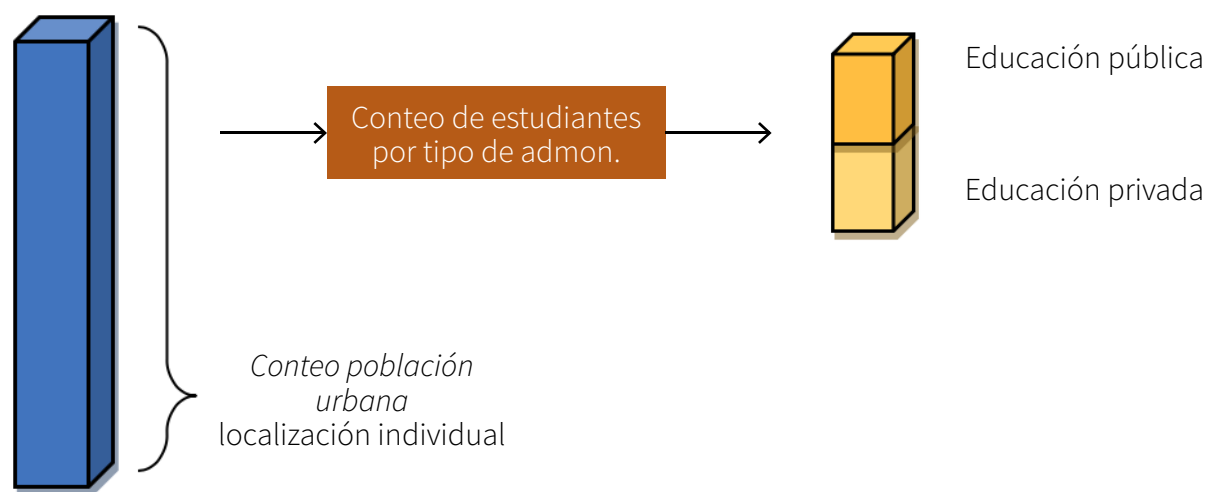 Educación pública
Conteo de estudiantes
por tipo de admon.
Educación privada
Conteo población
urbana
localización individual